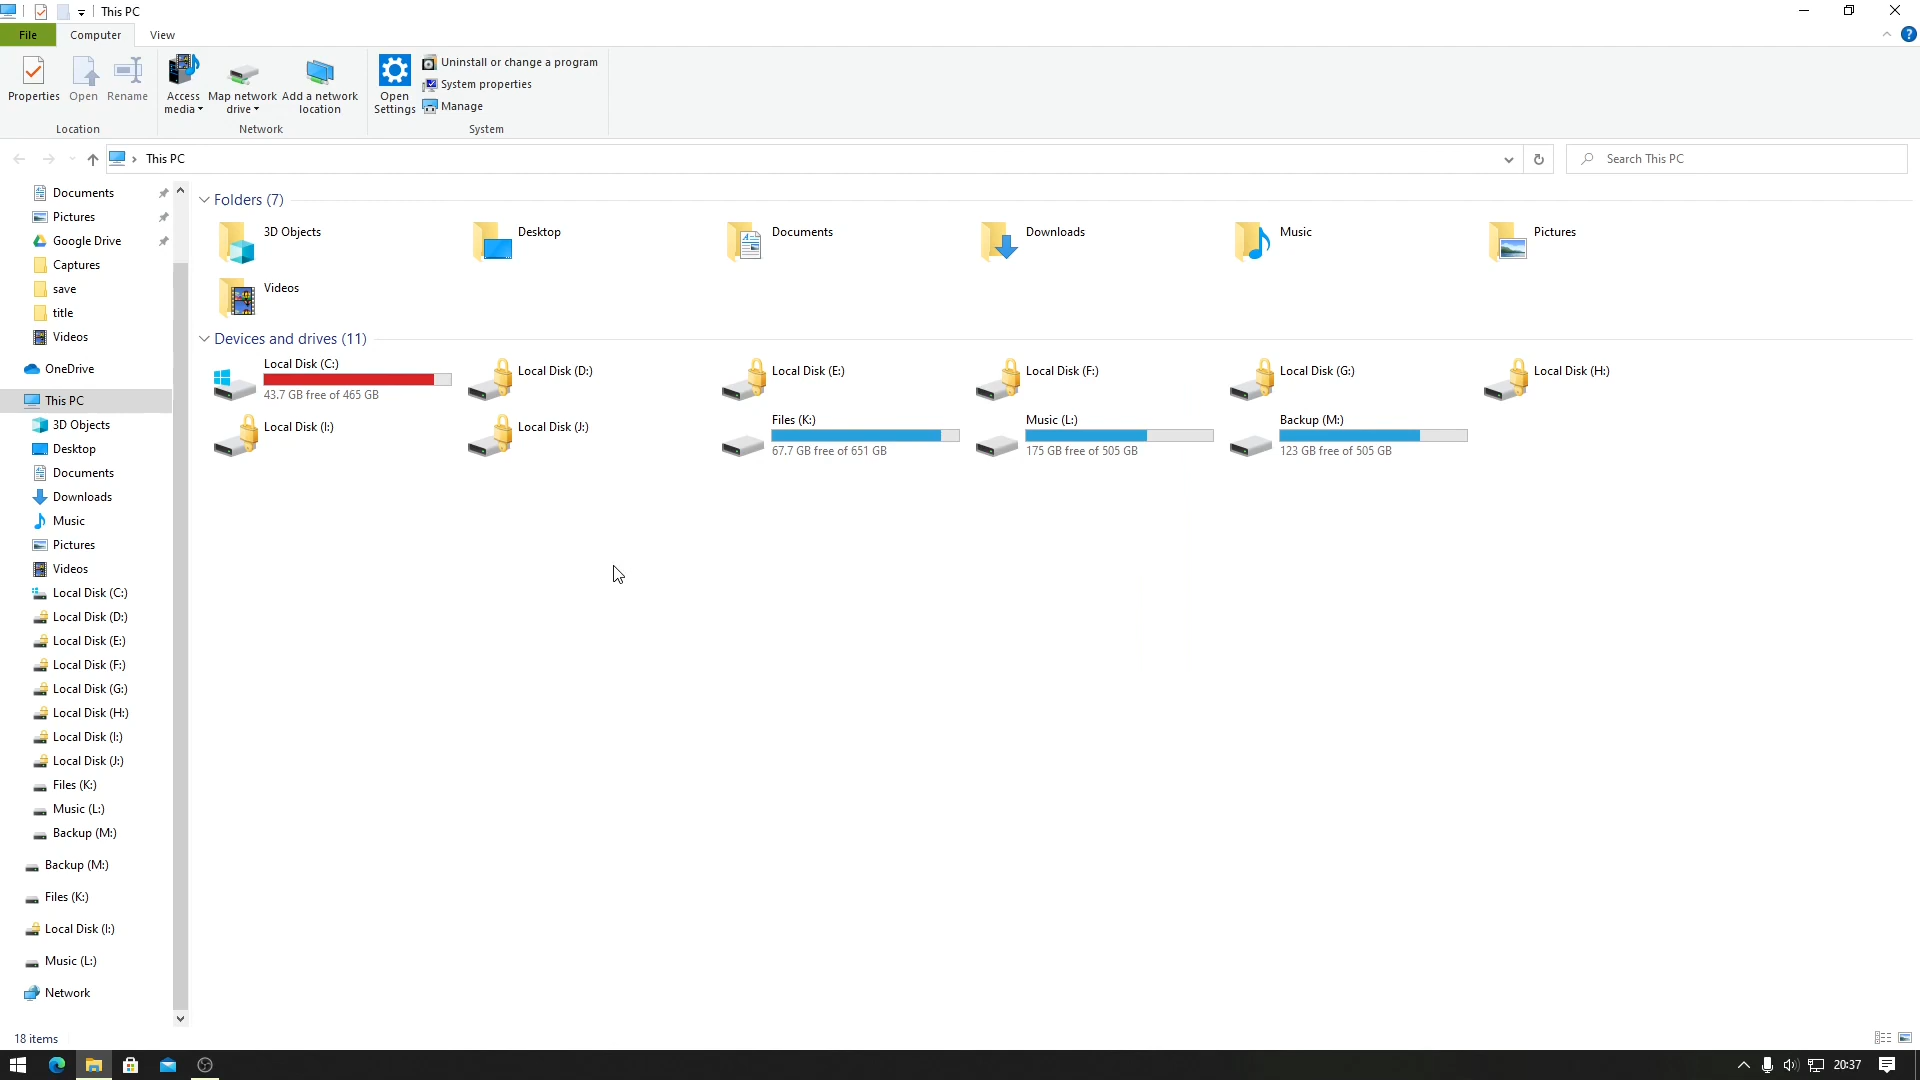 This PC
File
Computer
View
Properties
Open
Rename
Access media
Map network drive
Add a network location
Open Settings
Uninstall or change a program
System properties
Manage
Location
Network
System
This PC
Search This PC
Documents
Pictures
Google Drive
Captures
save
title
Videos
OneDrive
This PC
3D Objects
Desktop
Documents
Downloads
Music
Pictures
Videos
Local Disk (C:)
Local Disk (D:)
Local Disk (E:)
Local Disk (F:)
Local Disk (G:)
Local Disk (H:)
Local Disk (I:)
Local Disk (J:)
Files (K:)
Music (L:)
Backup (M:)
Backup (M:)
Files (K:)
Local Disk (I:)
Music (L:)
Network
Folders (7)
3D Objects
Desktop
Documents
Downloads
Music
Pictures
Videos
Devices and drives (11)
Local Disk (C:)
43.7 GB free of 465 GB
Local Disk (D:)
Local Disk (E:)
Local Disk (F:)
Local Disk (G:)
Local Disk (H:)
Local Disk (I:)
Local Disk (J:)
Files (K:)
67.7 GB free of 651 GB
Music (L:)
175 GB free of 505 GB
Backup (M:)
123 GB free of 505 GB
18 items
20:37